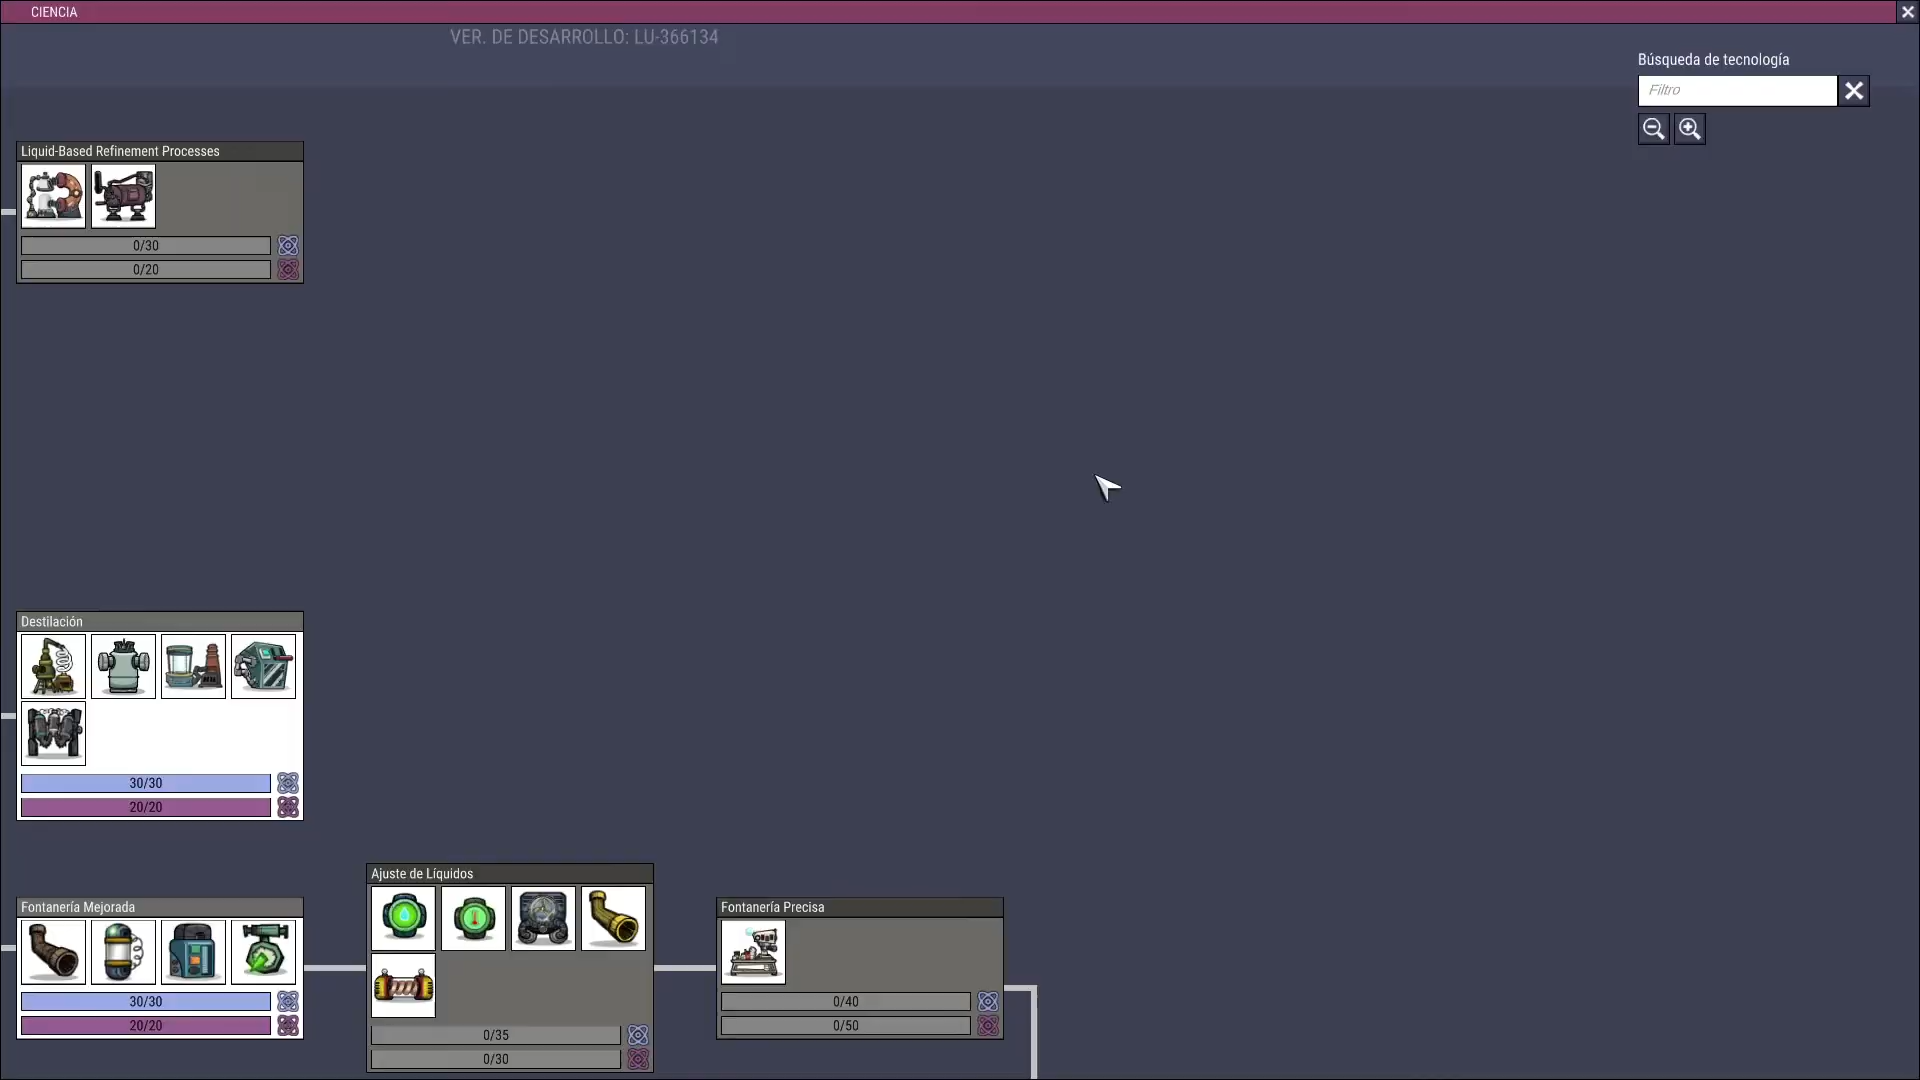 CIENCIA
VER. DE DESARROLLO: LU-366134
Búsqueda de tecnología
Filtro
Liquid-Based Refinement Processes
0/30
0/20
Destilación
30/30
20/20
Fontanería Mejorada
30/30
20/20
Ajuste de Líquidos
0/35
0/30
Fontanería Precisa
0/40
0/50